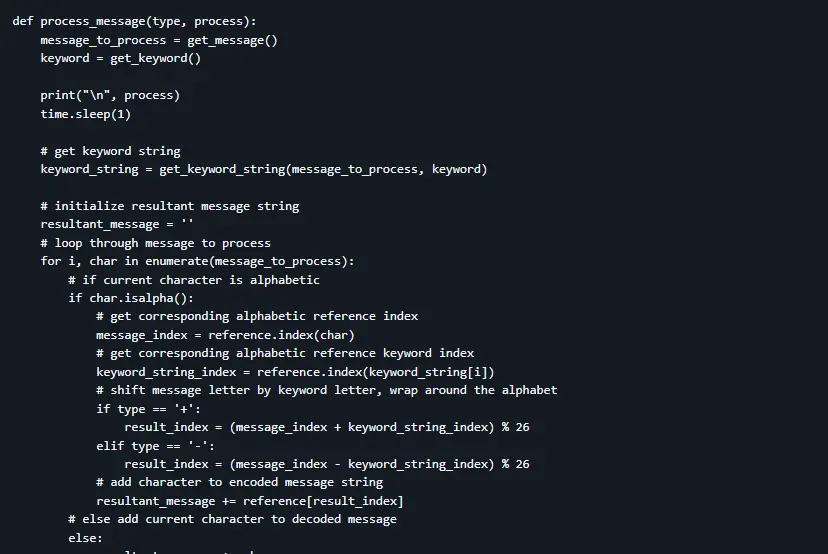 def process_message(type, process):
    message_to_process = get_message()
    keyword = get_keyword()

    print("\n", process)
    time.sleep(1)

    # get keyword string
    keyword_string = get_keyword_string(message_to_process, keyword)

    # initialize resultant message string
    resultant_message = ''
    # loop through message to process
    for i, char in enumerate(message_to_process):
        # if current character is alphabetic
        if char.isalpha():
            # get corresponding alphabetic reference index
            message_index = reference.index(char)
            # get corresponding alphabetic reference keyword index
            keyword_string_index = reference.index(keyword_string[i])
            # shift message letter by keyword letter, wrap around the alphabet
            if type == '+':
                result_index = (message_index + keyword_string_index) % 26
            elif type == '-':
                result_index = (message_index - keyword_string_index) % 26
            # add character to encoded message string
            resultant_message += reference[result_index]
        # else add current character to decoded message
        else: